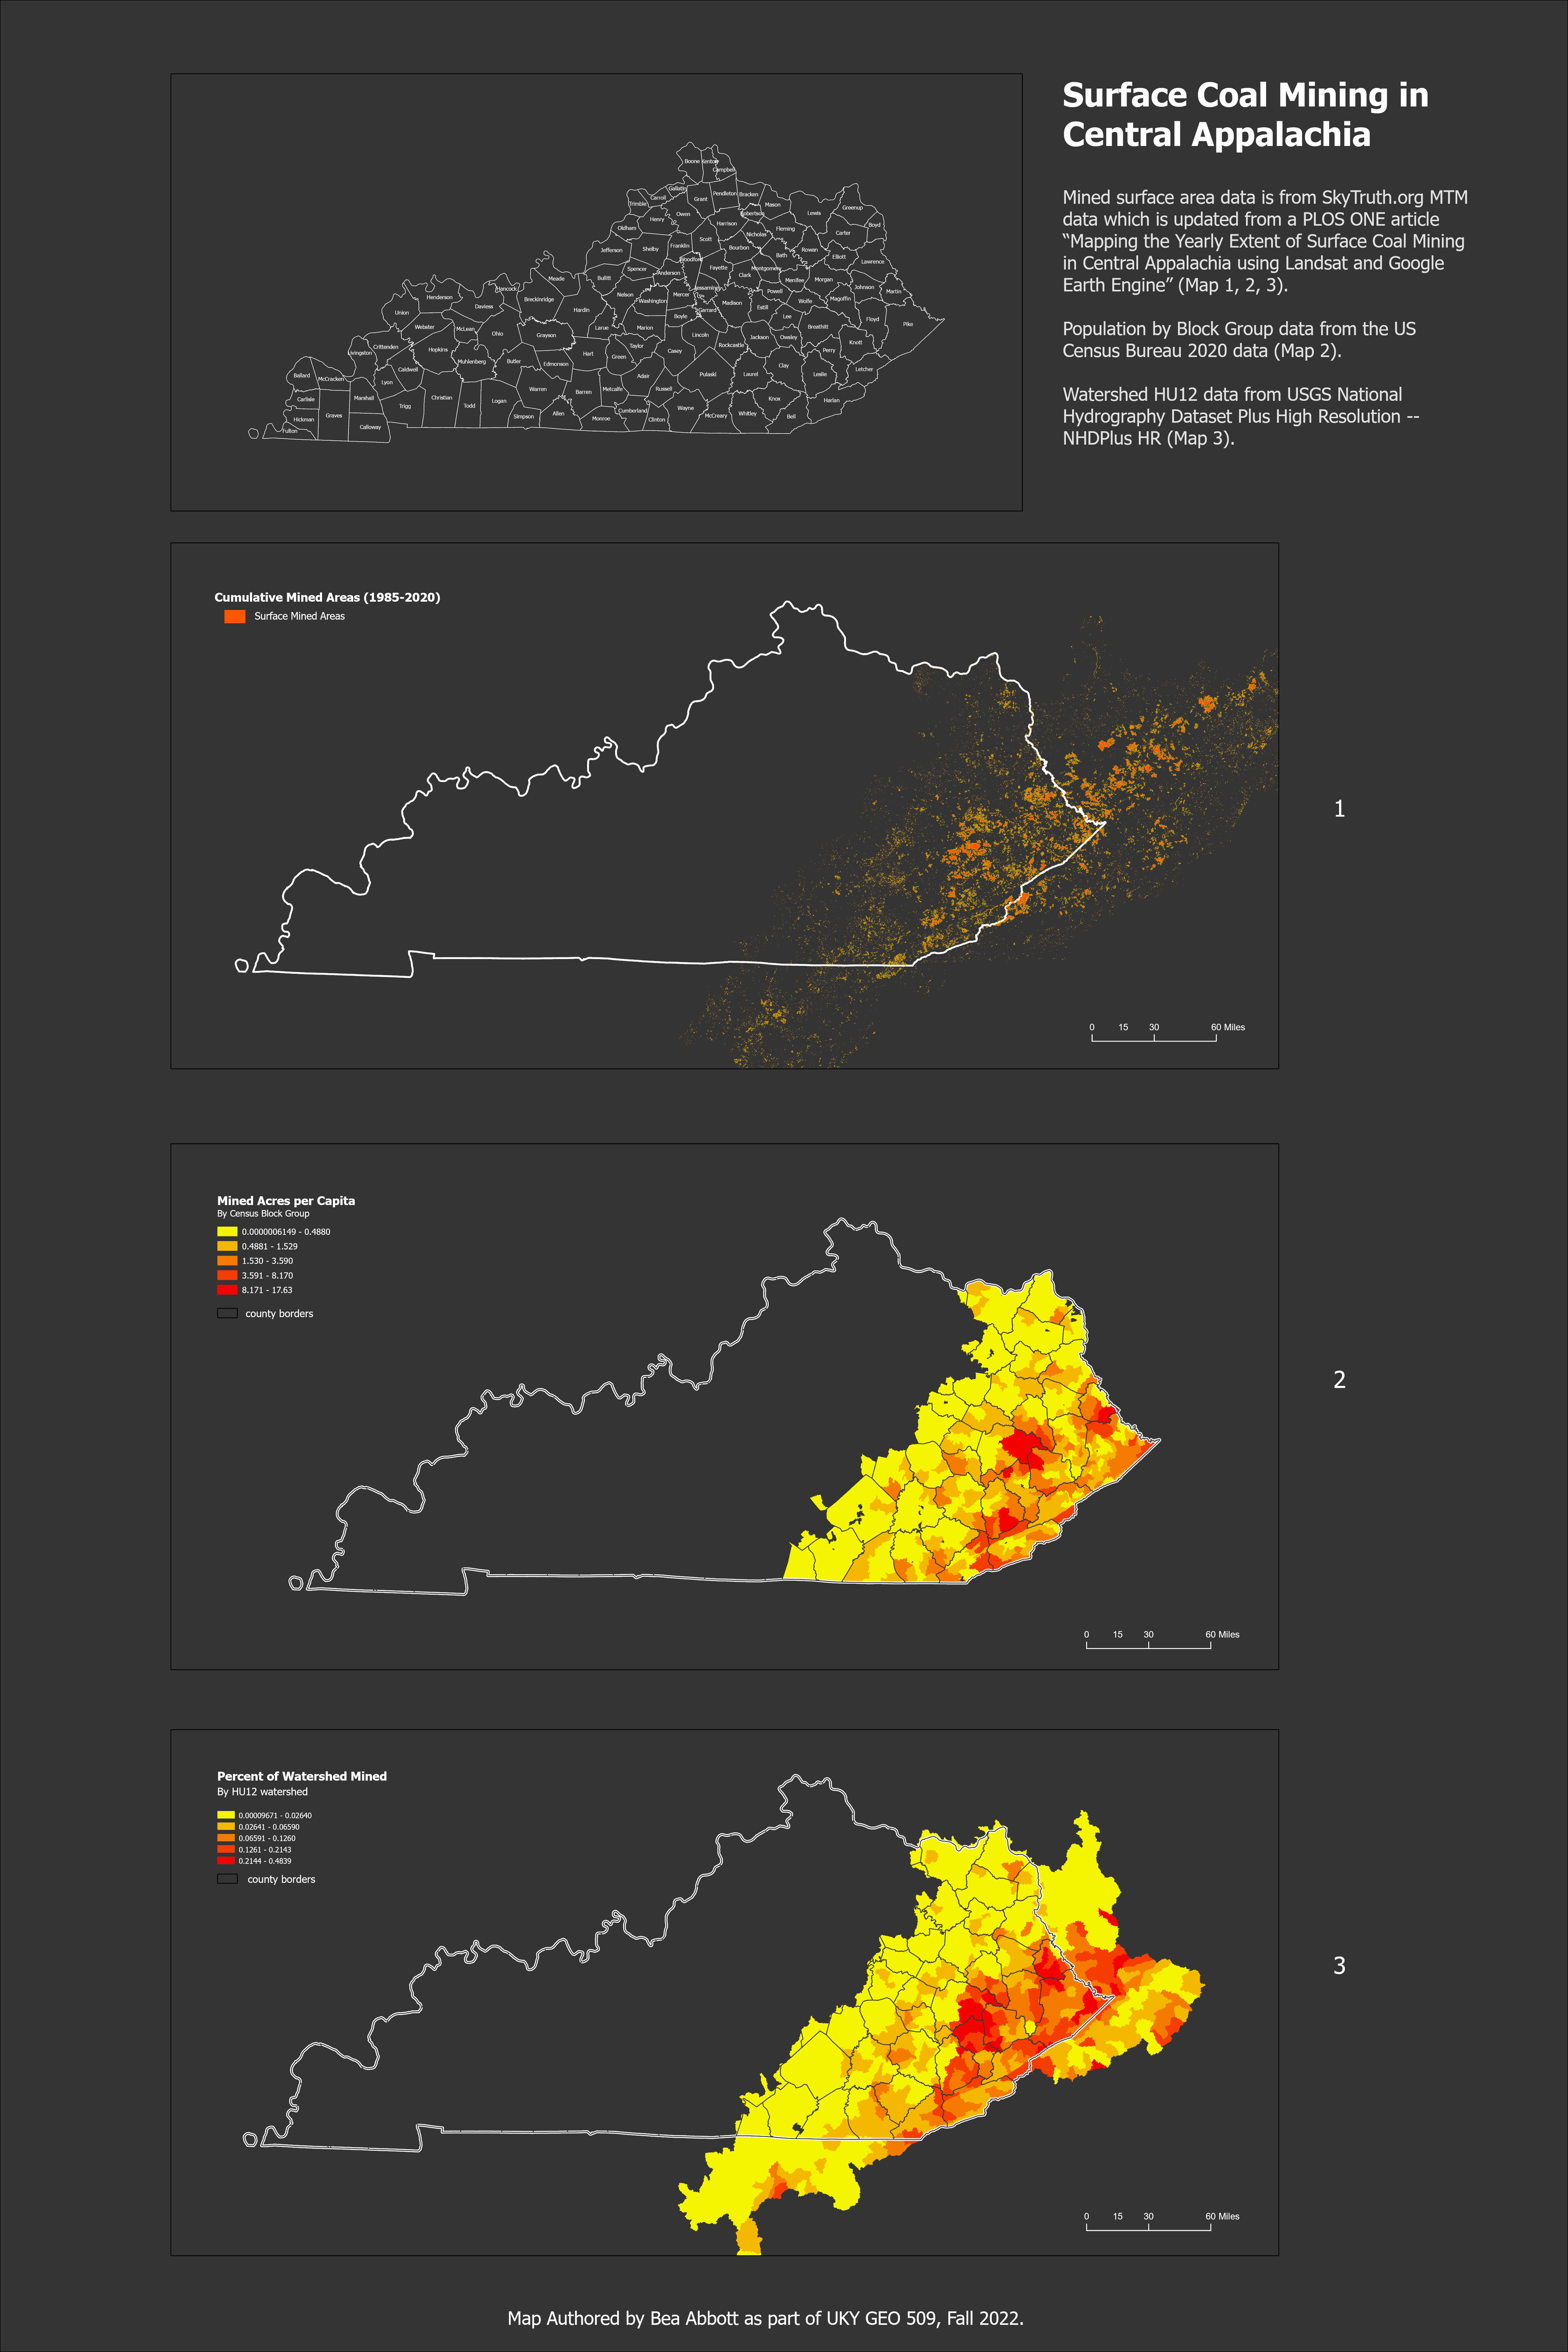 Surface Coal Mining in
Central Appalachia
Mined surface area data is from SkyTruth.org MTM
data which is updated from a PLOS ONE article
“Mapping the Yearly Extent of Surface Coal Mining
in Central Appalachia using Landsat and Google
Earth Engine” (Map 1, 2, 3).
Population by Block Group data from the US
Census Bureau 2020 data (Map 2).
Watershed HU12 data from USGS National
Hydrography Dataset Plus High Resolution --
NHDPlus HR (Map 3).
Boone
Kenton
Campbell
Gallatin
Carroll
Trimble
Grant
Pendleton
Bracken
Mason
Robertson
Lewis
Greenup
Boyd
Carter
Owen
Henry
Oldham
Harrison
Nicholas
Fleming
Scott
Franklin
Shelby
Jefferson
Bourbon
Bath
Rowan
Elliott
Lawrence
Woodford
Fayette
Anderson
Spencer
Bullitt
Clark
Montgomery
Menifee
Morgan
Johnson
Martin
Meade
Hancock
Breckinridge
Nelson
Washington
Mercer
Madison
Powell
Estill
Wolfe
Magoffin
Floyd
Pike
Henderson
Daviess
Union
Webster
McLean
Ohio
Grayson
Hardin
Larue
Marion
Boyle
Garrard
Lincoln
Rockcastle
Jackson
Lee
Owsley
Breathitt
Knott
Perry
Letcher
Crittenden
Livingston
Hopkins
Muhlenberg
Butler
Edmonson
Hart
Green
Taylor
Casey
Adair
Pulaski
Laurel
Clay
Leslie
Harlan
Ballard
McCracken
Caldwell
Lyon
Carlisle
Marshall
Graves
Hickman
Fulton
Calloway
Trigg
Christian
Todd
Logan
Warren
Simpson
Allen
Barren
Metcalfe
Monroe
Cumberland
Russell
Clinton
Wayne
McCreary
Whitley
Knox
Bell
Cumulative Mined Areas (1985-2020)
Surface Mined Areas
0 15 30 60 Miles
1
Mined Acres per Capita
By Census Block Group
0.0000006149 - 0.4880
0.4881 - 1.529
1.530 - 3.590
3.591 - 8.170
8.171 - 17.63
county borders
0 15 30 60 Miles
2
Percent of Watershed Mined
By HU12 watershed
0.00009671 - 0.02640
0.02641 - 0.06590
0.06591 - 0.1260
0.1261 - 0.2143
0.2144 - 0.4839
county borders
0 15 30 60 Miles
3
Map Authored by Bea Abbott as part of UKY GEO 509, Fall 2022.